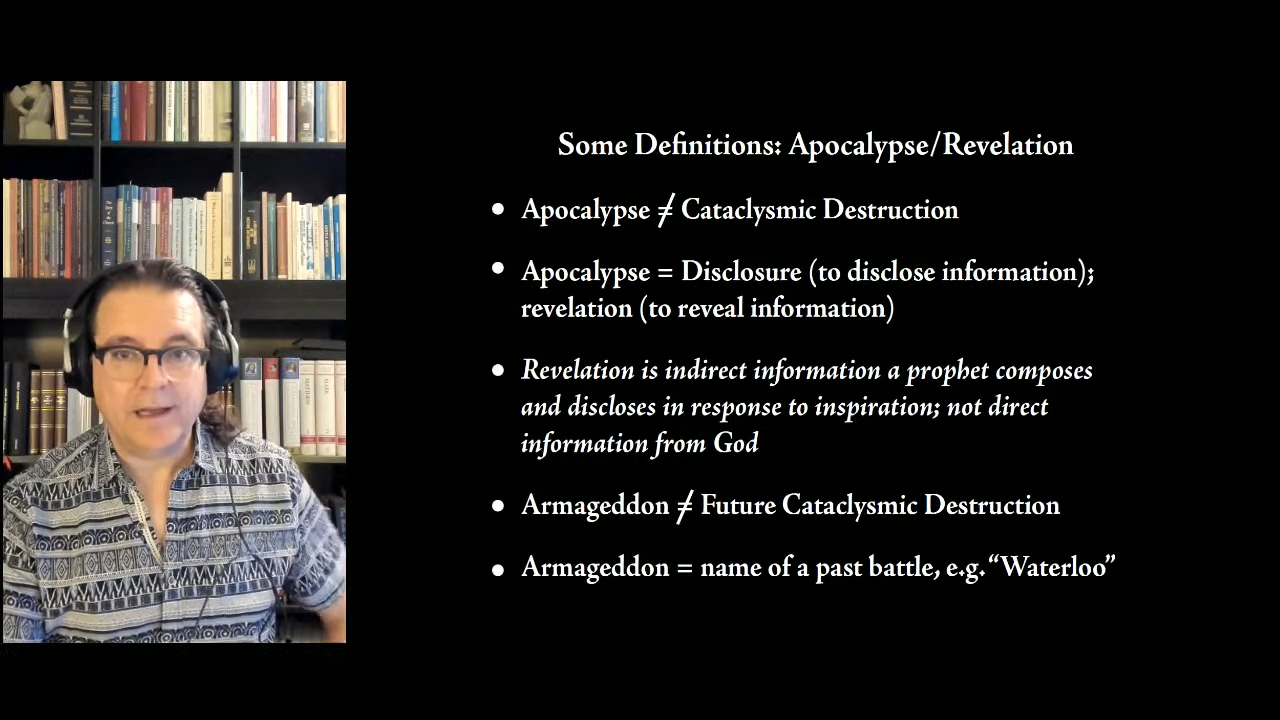 Some Definitions: Apocalypse/Revelation
• Apocalypse ≠ Cataclysmic Destruction
• Apocalypse = Disclosure (to disclose information);
revelation (to reveal information)
• Revelation is indirect information a prophet composes
and discloses in response to inspiration; not direct
information from God
• Armageddon ≠ Future Cataclysmic Destruction
• Armageddon = name of a past battle, e.g. “Waterloo”